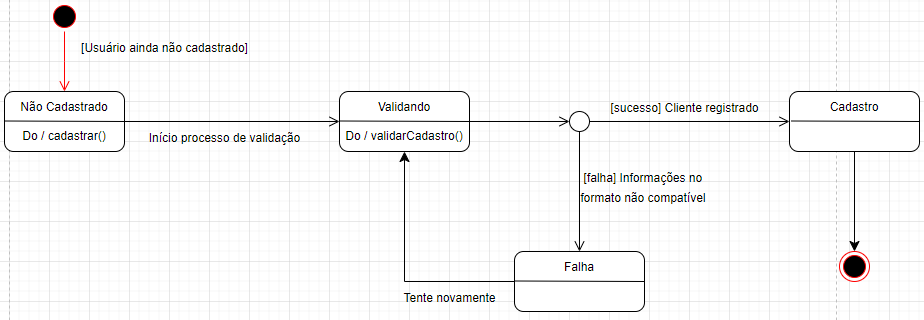 [Usuário ainda não cadastrado]
Não Cadastrado
Do / cadastrar()
Início processo de validação
Validando
Do / validarCadastro()
[sucesso] Cliente registrado
Cadastro
[falha] Informações no
formato não compatível
Falha
Tente novamente